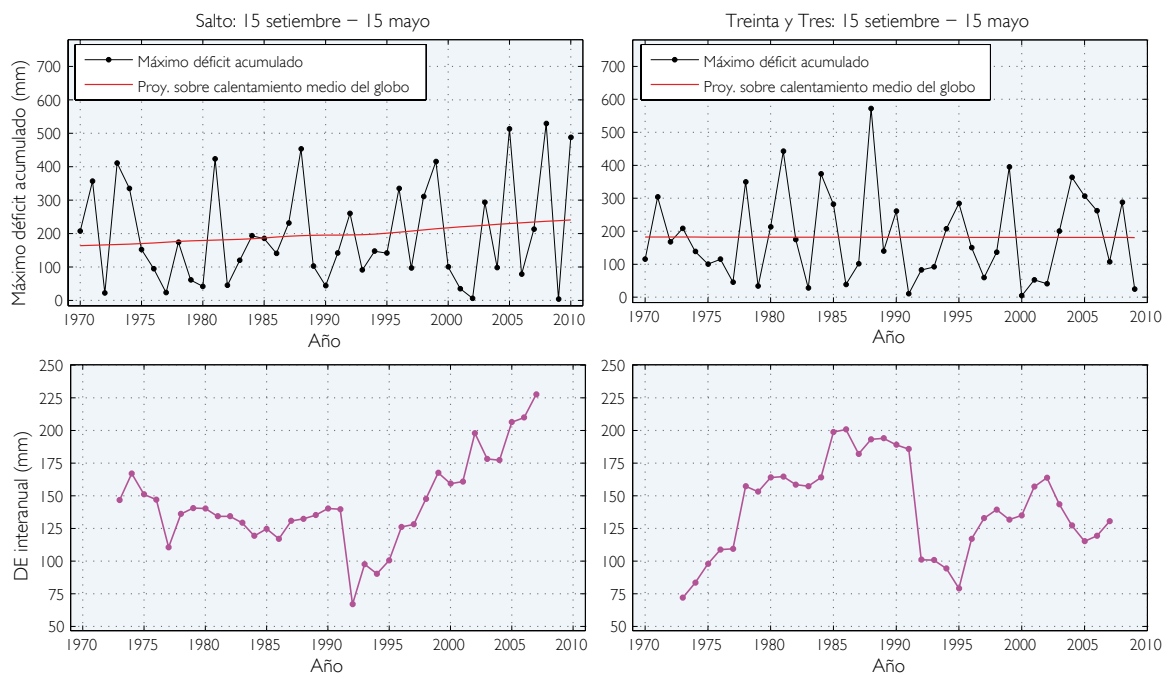 Salto: 15 setiembre – 15 mayo
Máximo déficit acumulado (mm)
700
600
500
400
300
200
100
0
Máximo déficit acumulado
Proy. sobre calentamiento medio del globo
1970 1975 1980 1985 1990 1995 2000 2005 2010
Año
Treinta y Tres: 15 setiembre – 15 mayo
700
600
500
400
300
200
100
0
Máximo déficit acumulado
Proy. sobre calentamiento medio del globo
1970 1975 1980 1985 1990 1995 2000 2005 2010
Año
DE interanual (mm)
250
225
200
175
150
125
100
75
50
1970 1975 1980 1985 1990 1995 2000 2005 2010
Año
250
225
200
175
150
125
100
75
50
1970 1975 1980 1985 1990 1995 2000 2005 2010
Año